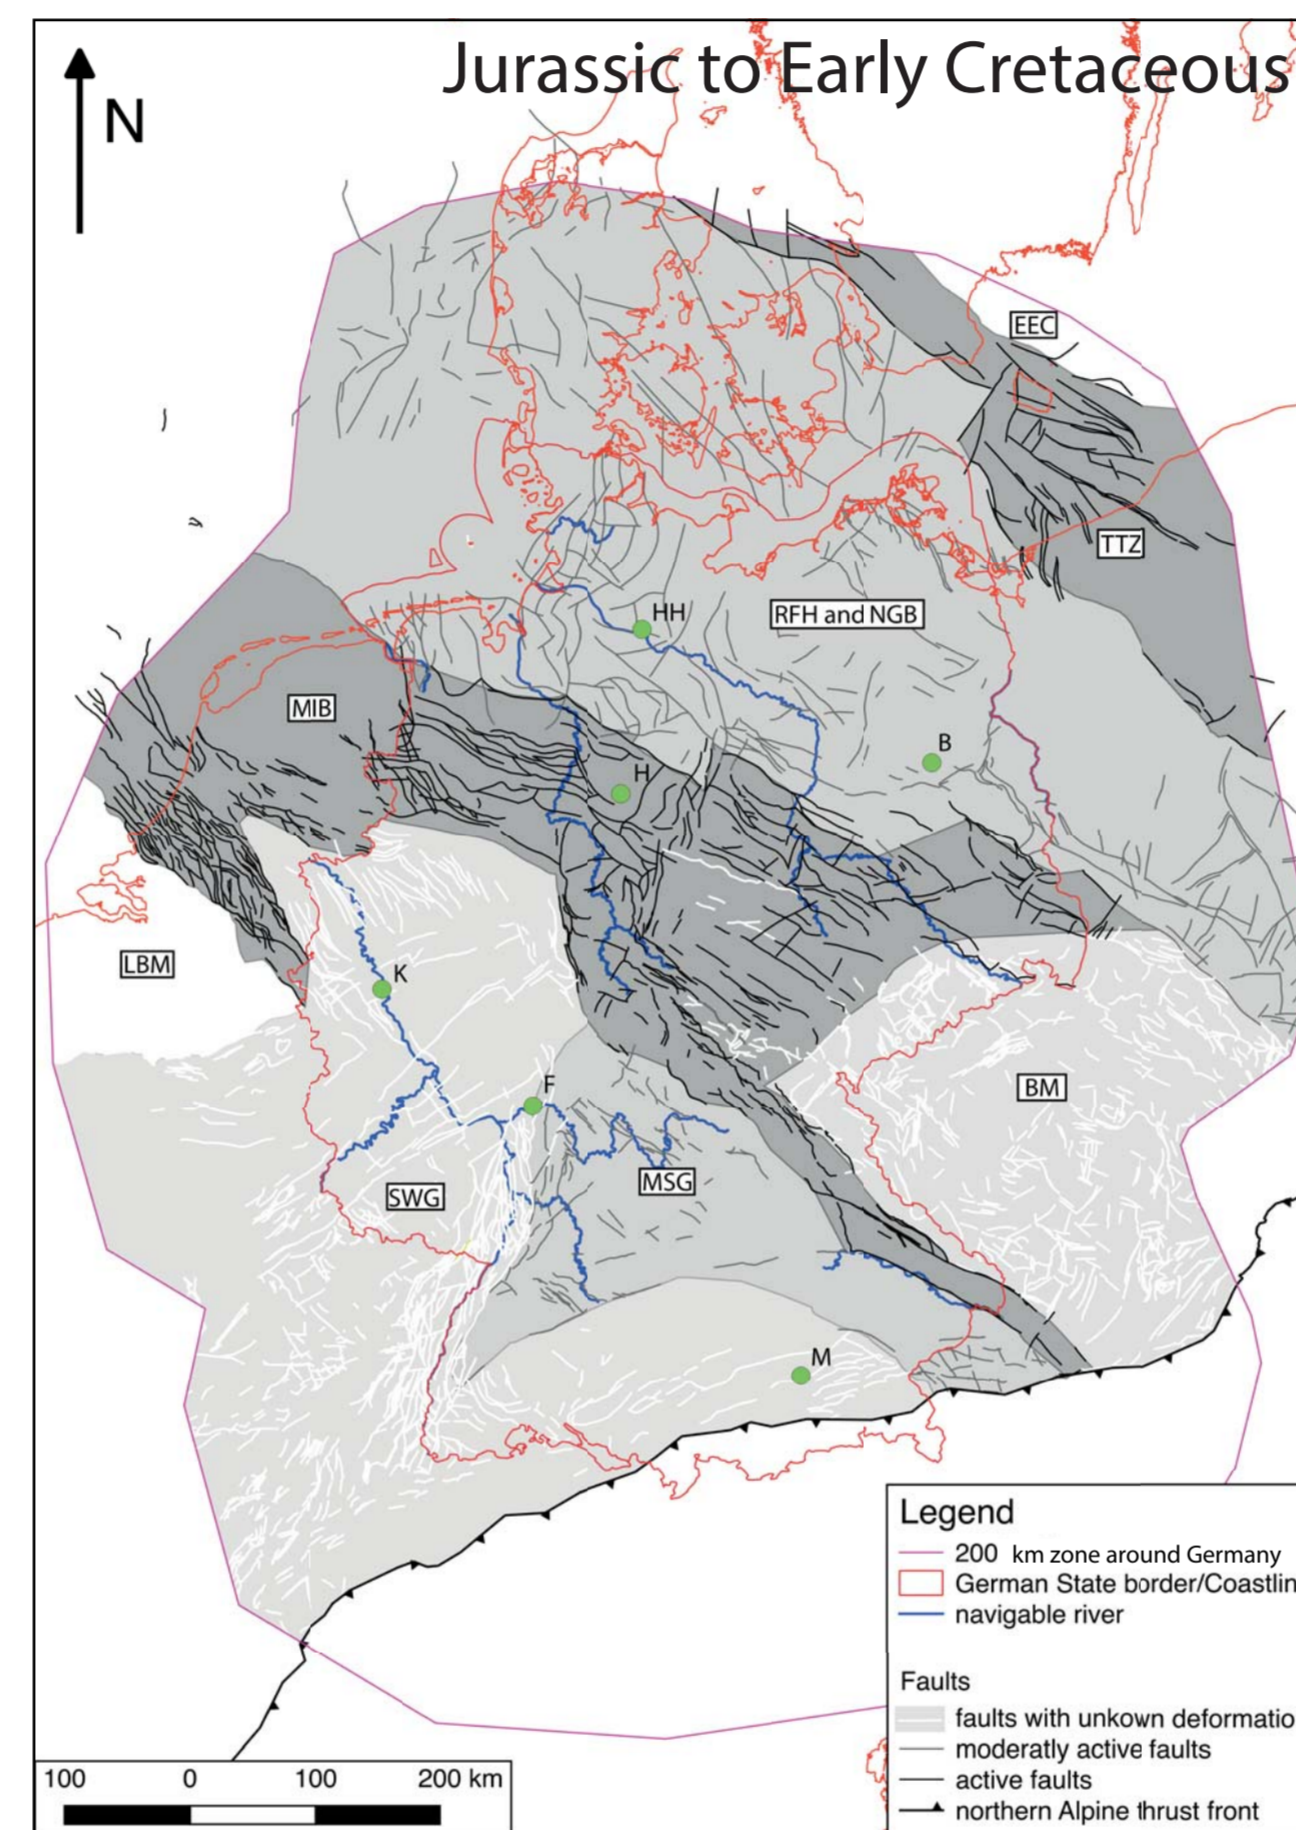 Jurassic to Early Cretaceous
N
EEC
TTZ
HH
RFH and NGB
MIB
B
H
LBM
K
BM
F
MSG
SWG
M
Legend
200 km zone around Germany
German State border/Coastlin
navigable river
Faults
faults with unkown deformatio
moderatly active faults
active faults
northern Alpine thrust front
100 0 100 200 km